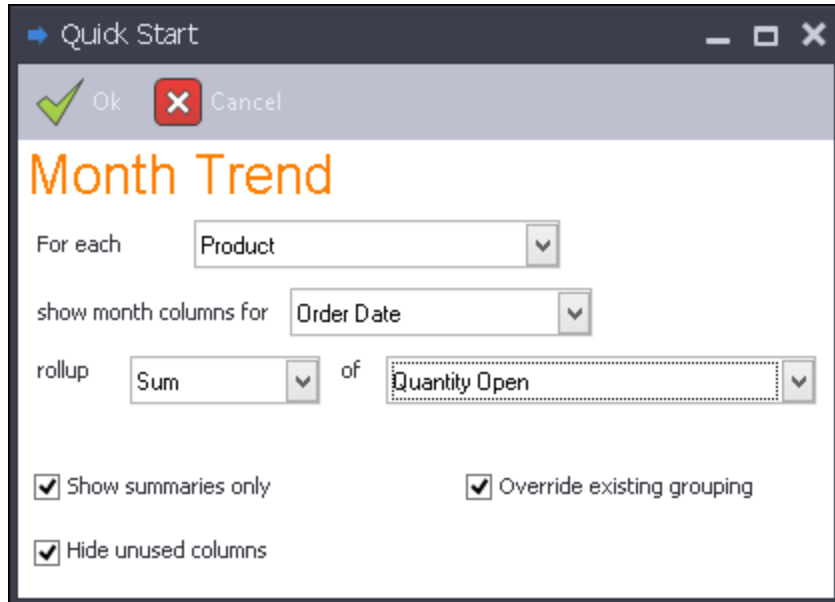 Quick Start
Ok Cancel
Month Trend
For each Product
show month columns for Order Date
rollup Sum of Quantity Open
Show summaries only Override existing grouping
Hide unused columns